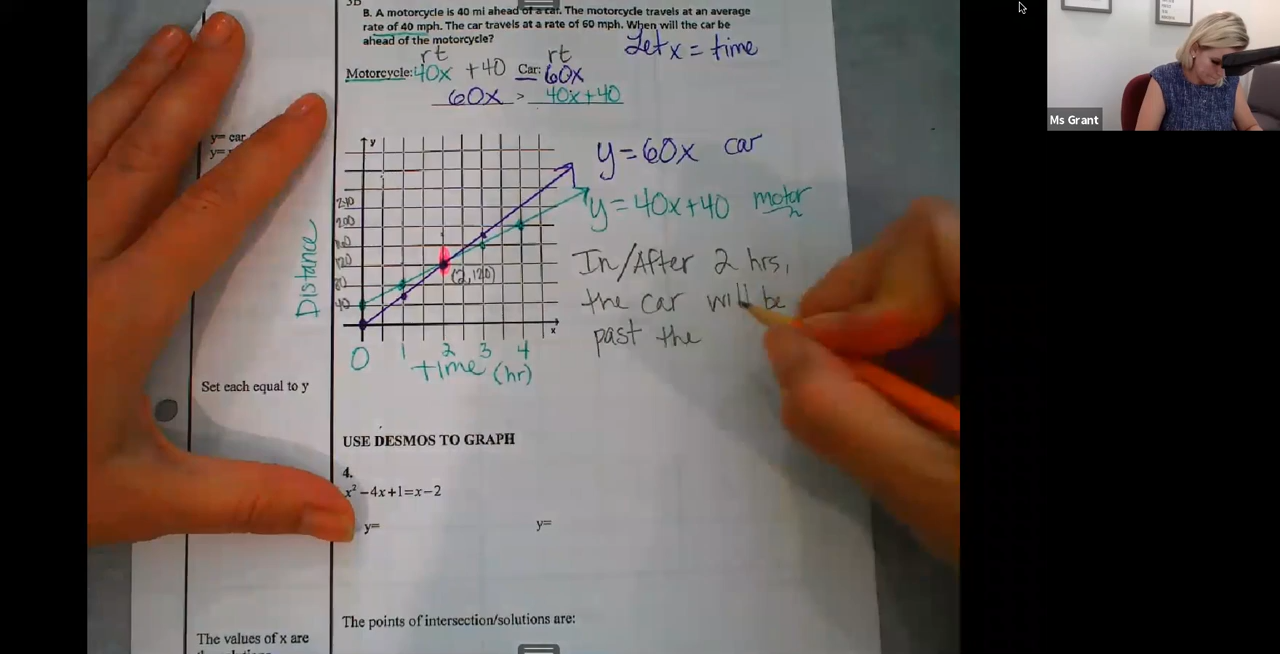 3B
B. A motorcycle is 40 mi ahead of a car. The motorcycle travels at an average
rate of 40 mph. The car travels at a rate of 60 mph. When will the car be
ahead of the motorcycle?
Let x = time
rt rt
Motorcycle: 40x + 40 Car: 60x
60x > 40x+40
y= car
y=
y
240
200
120
80
40
(2,120)
x
0 1 2 3 4
time (hr)
Distance
y=60x car
y=40x+40 motor
In/After 2 hrs,
the car will be
past the
Set each equal to y
USE DESMOS TO GRAPH
4.
x² −4x+1=x−2
y= y=
The points of intersection/solutions are:
The values of x are
Ms Grant